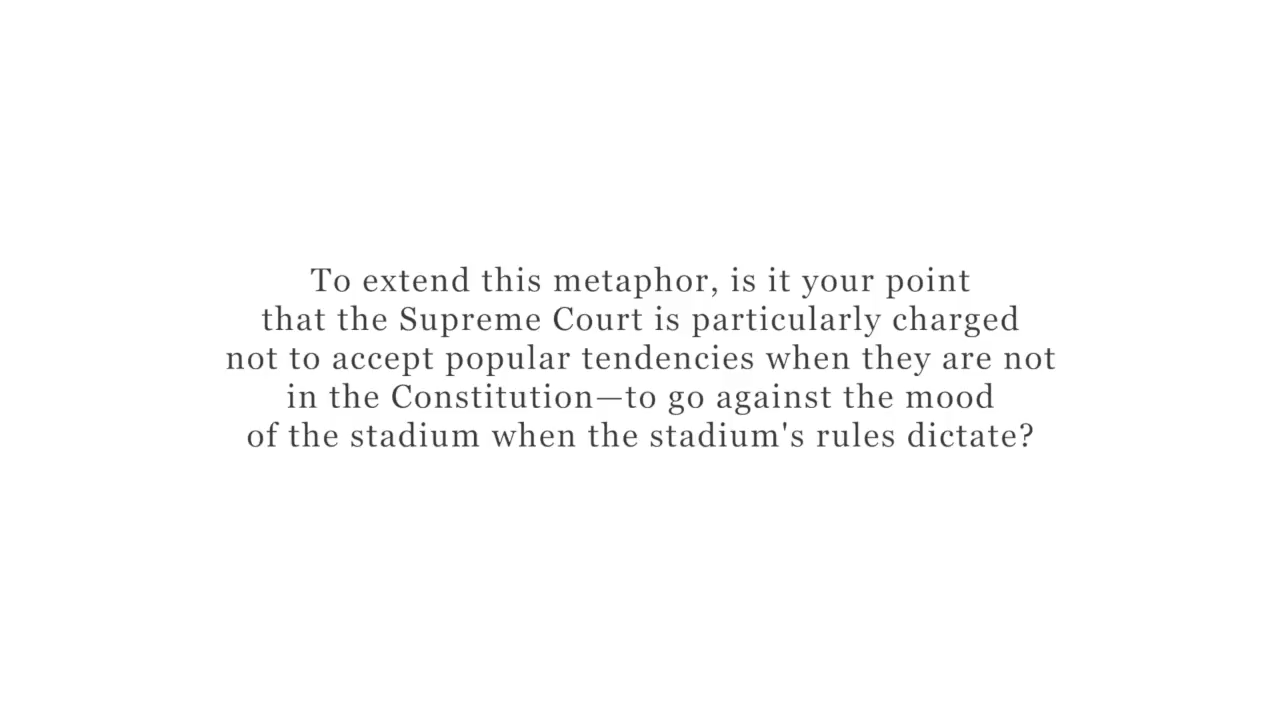 To extend this metaphor, is it your point
that the Supreme Court is particularly charged
not to accept popular tendencies when they are not
in the Constitution—to go against the mood
of the stadium when the stadium's rules dictate?